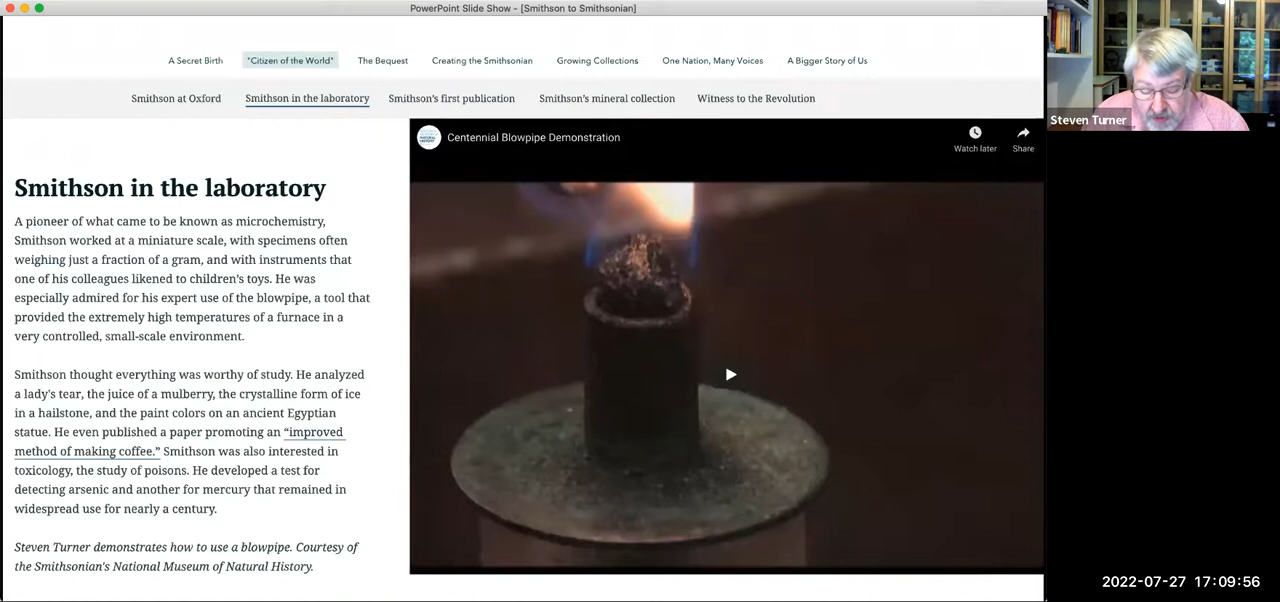 PowerPoint Slide Show - [Smithson to Smithsonian]
A Secret Birth "Citizen of the World" The Bequest Creating the Smithsonian Growing Collections One Nation, Many Voices A Bigger Story of Us
Smithson at Oxford Smithson in the laboratory Smithson's first publication Smithson's mineral collection Witness to the Revolution
Steven Turner
Centennial Blowpipe Demonstration
Watch later Share
Smithson in the laboratory
A pioneer of what came to be known as microchemistry,
Smithson worked at a miniature scale, with specimens often
weighing just a fraction of a gram, and with instruments that
one of his colleagues likened to children's toys. He was
especially admired for his expert use of the blowpipe, a tool that
provided the extremely high temperatures of a furnace in a
very controlled, small-scale environment.
Smithson thought everything was worthy of study. He analyzed
a lady's tear, the juice of a mulberry, the crystalline form of ice
in a hailstone, and the paint colors on an ancient Egyptian
statue. He even published a paper promoting an “improved
method of making coffee.” Smithson was also interested in
toxicology, the study of poisons. He developed a test for
detecting arsenic and another for mercury that remained in
widespread use for nearly a century.
Steven Turner demonstrates how to use a blowpipe. Courtesy of
the Smithsonian's National Museum of Natural History.
2022-07-27 17:09:56